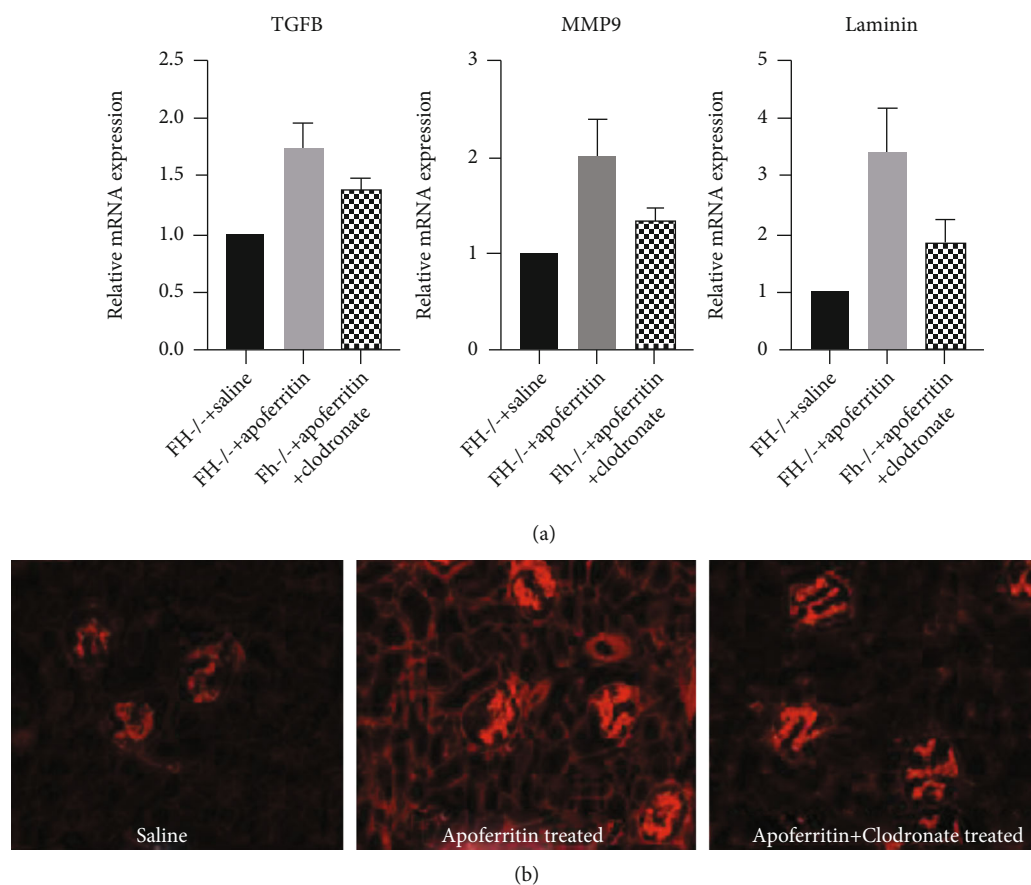 TGFB
MMP9
Laminin
Relative mRNA expression
2.5
2.0
1.5
1.0
0.5
0.0
FH-/-+saline
FH-/-+apoferritin
Fh-/-+apoferritin
+clodronate
Relative mRNA expression
3
2
1
0
FH-/-+saline
FH-/-+apoferritin
Fh-/-+apoferritin
+clodronate
Relative mRNA expression
5
4
3
2
1
0
FH-/-+saline
FH-/-+apoferritin
Fh-/-+apoferritin
+clodronate
(a)
Saline
Apoferritin treated
Apoferritin+Clodronate treated
(b)